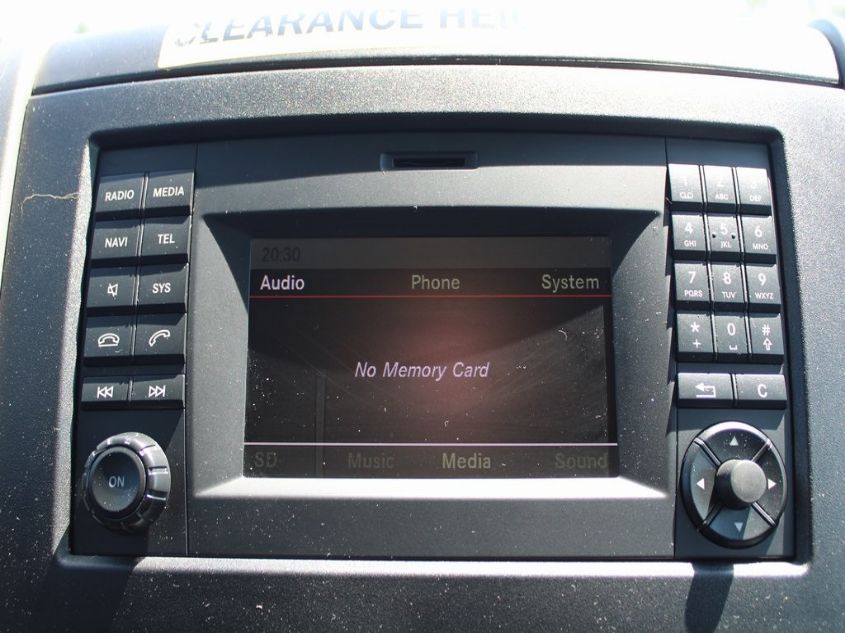 CLEARANCE
RADIO MEDIA
NAVI TEL
SYS
ON
20:30
Audio Phone System
No Memory Card
SD Music Media Sound
1 2 3
CLO ABC DEF
4 5 6
GHI JKL MNO
7 8 9
PQRS TUV WXYZ
* 0 #
+
C